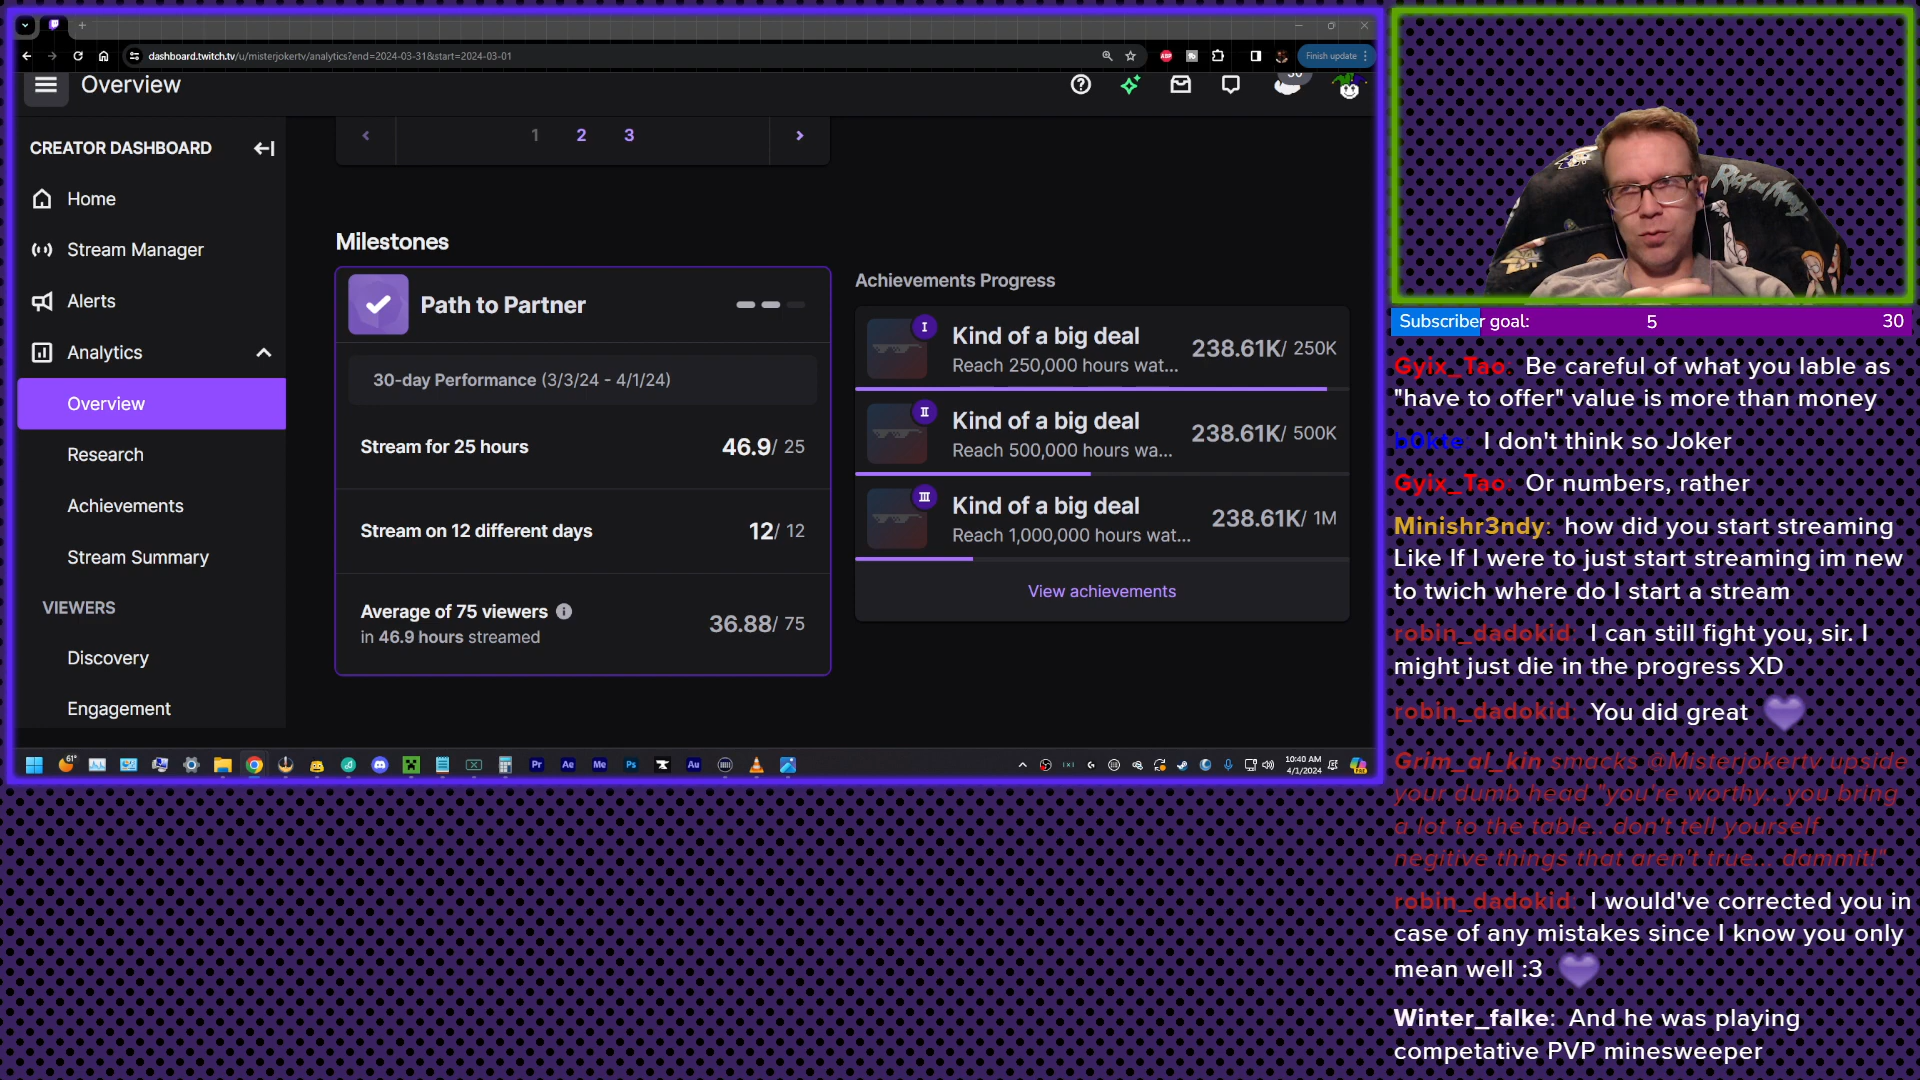 dashboard.twitch.tv/u/misterjokertv/analytics?end=2024-03-31&start=2024-03-01
Finish update
Overview
30
CREATOR DASHBOARD
Home
Stream Manager
Alerts
Analytics
Overview
Research
Achievements
Stream Summary
VIEWERS
Discovery
Engagement
1 2 3
Milestones
Path to Partner
30-day Performance (3/3/24 - 4/1/24)
Stream for 25 hours
46.9/ 25
Stream on 12 different days
12/ 12
Average of 75 viewers
in 46.9 hours streamed
36.88/ 75
Achievements Progress
I
Kind of a big deal
Reach 250,000 hours wat...
238.61K/ 250K
II
Kind of a big deal
Reach 500,000 hours wa...
238.61K/ 500K
III
Kind of a big deal
Reach 1,000,000 hours wat...
238.61K/ 1M
View achievements
61°
Pr Ae Me Ps Au
10:40 AM
4/1/2024
Rick and Morty
Subscriber goal: 5 30
Gyix_Tao: Be careful of what you lable as
"have to offer" value is more than money
b0kte: I don't think so Joker
Gyix_Tao: Or numbers, rather
Minishr3ndy: how did you start streaming
Like If I were to just start streaming im new
to twich where do I start a stream
robin_dadokid: I can still fight you, sir. I
might just die in the progress XD
robin_dadokid: You did great
Grim_al_kin smacks @Misterjokertv upside
your dumb head "you're worthy.. you bring
a lot to the table.. don't tell yourself
negitive things that aren't true... dammit!"
robin_dadokid: I would've corrected you in
case of any mistakes since I know you only
mean well :3
Winter_falke: And he was playing
competative PVP minesweeper